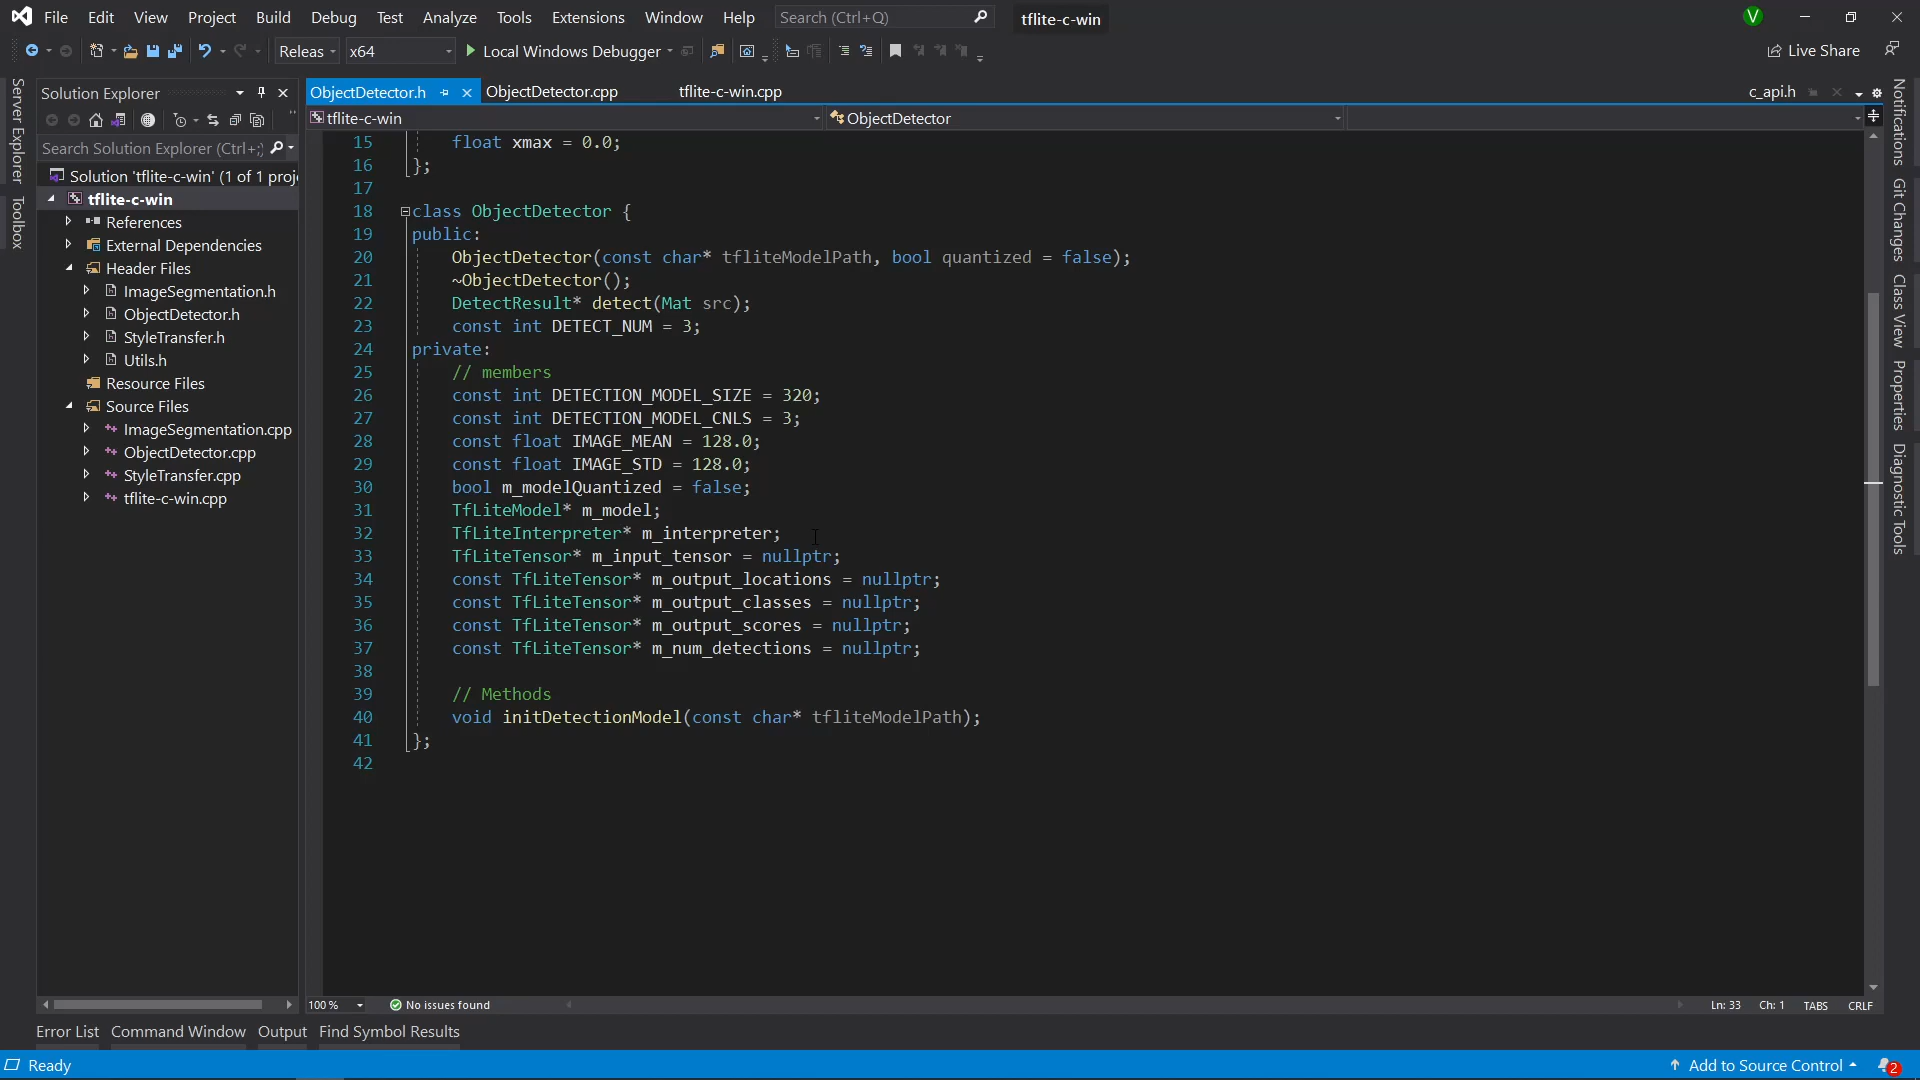 File Edit View Project Build Debug Test Analyze Tools Extensions Window Help Search (Ctrl+Q) tflite-c-win V
Releas x64 Local Windows Debugger Live Share
Server Explorer
Toolbox
Solution Explorer
Search Solution Explorer (Ctrl+;)
Solution 'tflite-c-win' (1 of 1 proj
tflite-c-win
References
External Dependencies
Header Files
ImageSegmentation.h
ObjectDetector.h
StyleTransfer.h
Utils.h
Resource Files
Source Files
ImageSegmentation.cpp
ObjectDetector.cpp
StyleTransfer.cpp
tflite-c-win.cpp
ObjectDetector.h ObjectDetector.cpp tflite-c-win.cpp c_api.h
tflite-c-win ObjectDetector
15 float xmax = 0.0;
16 };
17
18 class ObjectDetector {
19 public:
20 ObjectDetector(const char* tfliteModelPath, bool quantized = false);
21 ~ObjectDetector();
22 DetectResult* detect(Mat src);
23 const int DETECT_NUM = 3;
24 private:
25 // members
26 const int DETECTION_MODEL_SIZE = 320;
27 const int DETECTION_MODEL_CNLS = 3;
28 const float IMAGE_MEAN = 128.0;
29 const float IMAGE_STD = 128.0;
30 bool m_modelQuantized = false;
31 TfLiteModel* m_model;
32 TfLiteInterpreter* m_interpreter;
33 TfLiteTensor* m_input_tensor = nullptr;
34 const TfLiteTensor* m_output_locations = nullptr;
35 const TfLiteTensor* m_output_classes = nullptr;
36 const TfLiteTensor* m_output_scores = nullptr;
37 const TfLiteTensor* m_num_detections = nullptr;
38
39 // Methods
40 void initDetectionModel(const char* tfliteModelPath);
41 };
42
Notifications
Git Changes
Class View
Properties
Diagnostic Tools
100 % No issues found Ln: 33 Ch: 1 TABS CRLF
Error List Command Window Output Find Symbol Results
Ready Add to Source Control 2